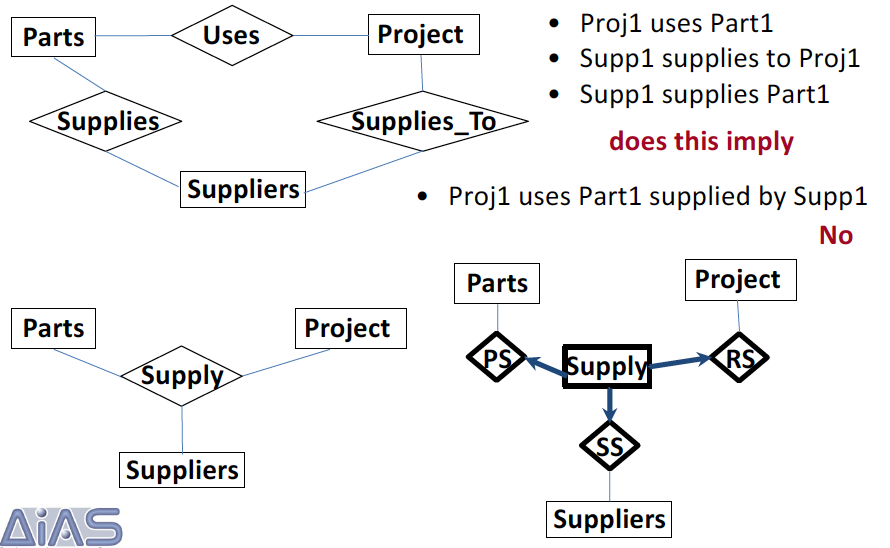 Parts
Uses
Project
Supplies
Supplies_To
Suppliers
• Proj1 uses Part1
• Supp1 supplies to Proj1
• Supp1 supplies Part1
does this imply
• Proj1 uses Part1 supplied by Supp1
No
Parts
Project
Supply
Suppliers
Parts
Project
PS
Supply
RS
SS
Suppliers
AiAS